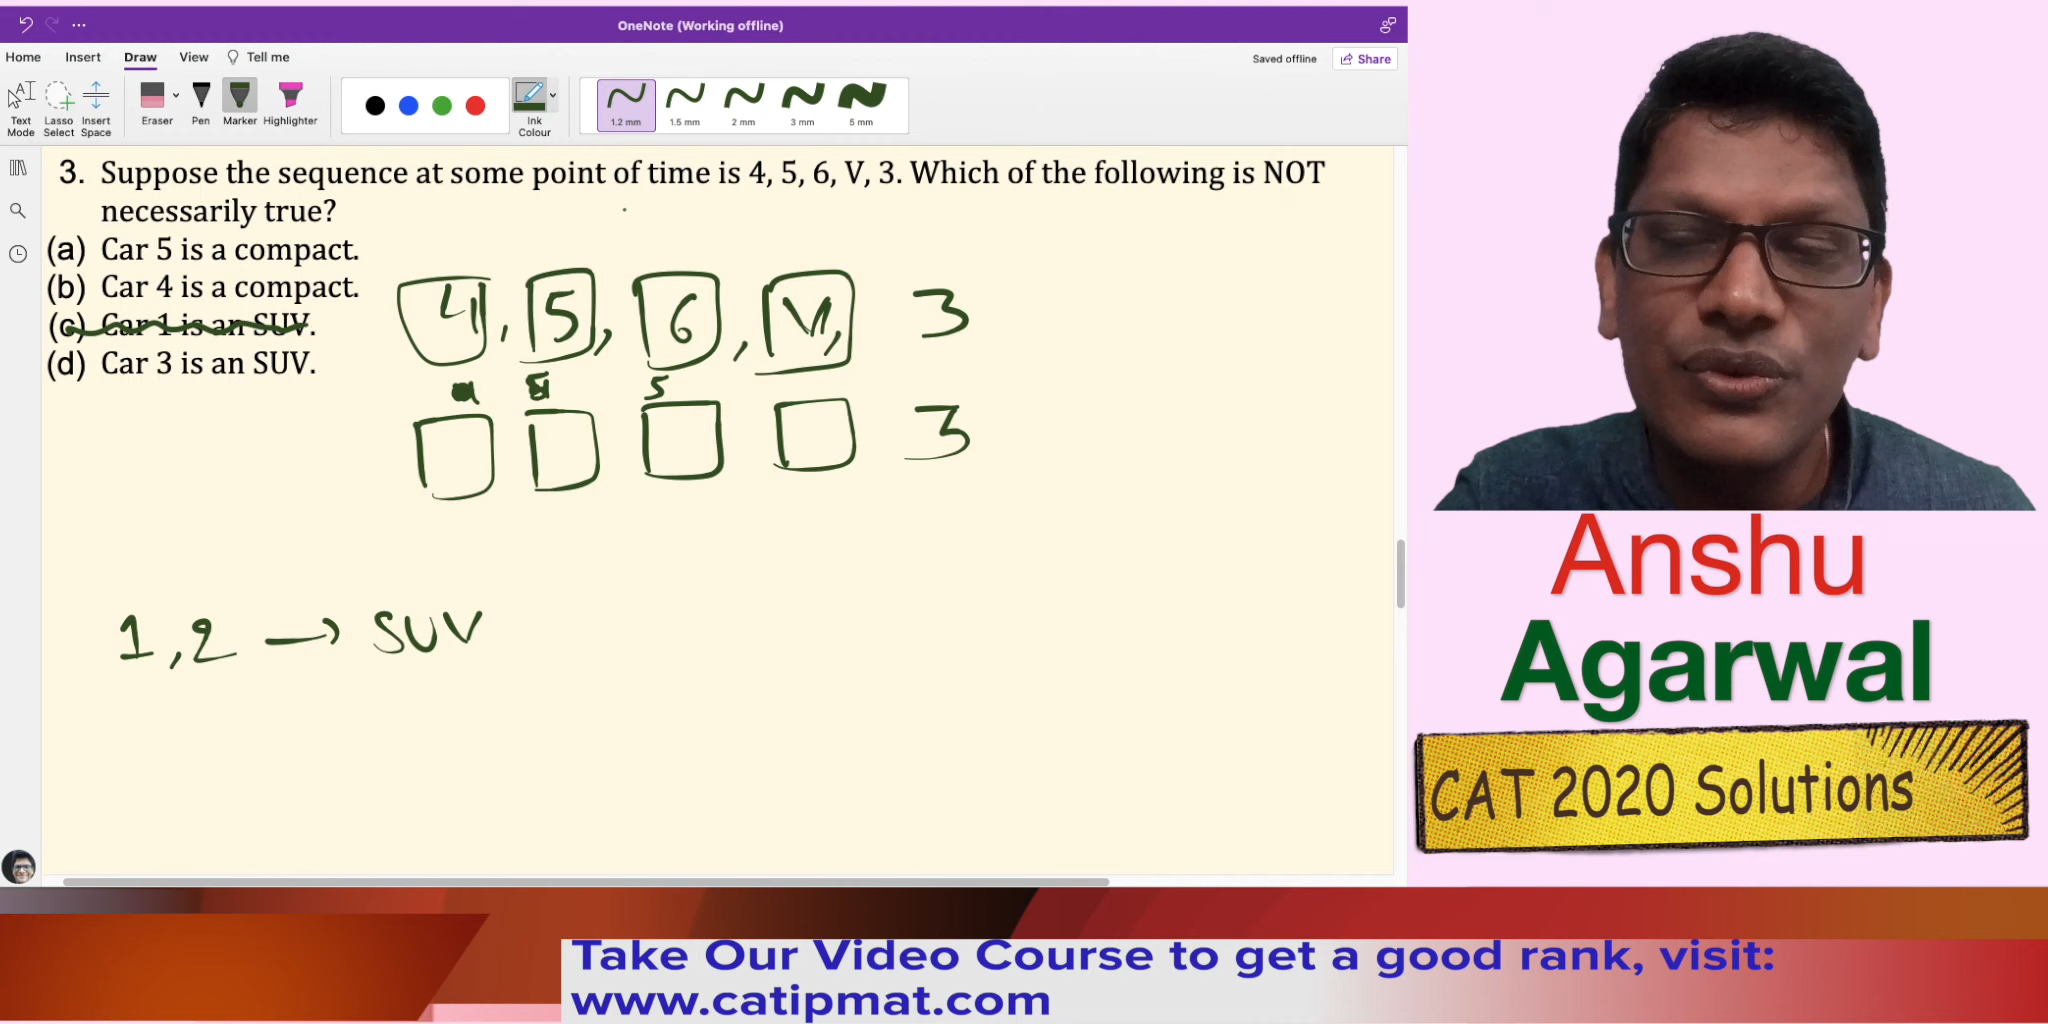 OneNote (Working offline)
Home Insert Draw View Tell me
Saved offline Share
Text Mode Lasso Select Insert Space Eraser Pen Marker Highlighter Ink Colour 1.2 mm 1.5 mm 2 mm 3 mm 5 mm
3. Suppose the sequence at some point of time is 4, 5, 6, V, 3. Which of the following is NOT
necessarily true?
(a) Car 5 is a compact.
(b) Car 4 is a compact.
(c) Car 1 is an SUV.
(d) Car 3 is an SUV.
4, 5, 6, V, 3
5
3
1, 2 → SUV
Anshu
Agarwal
CAT 2020 Solutions
Take Our Video Course to get a good rank, visit:
www.catipmat.com